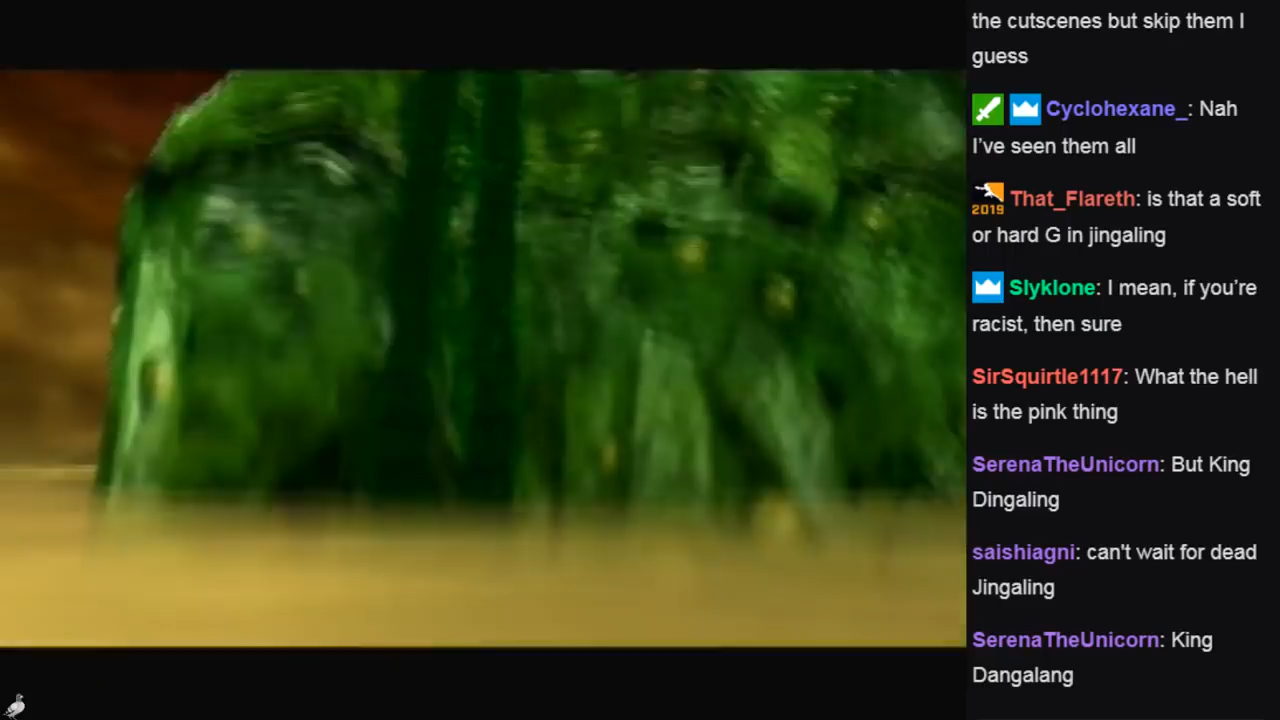 the cutscenes but skip them I
guess
Cyclohexane_: Nah
I've seen them all
2019 That_Flareth: is that a soft
or hard G in jingaling
Slyklone: I mean, if you're
racist, then sure
SirSquirtle1117: What the hell
is the pink thing
SerenaTheUnicorn: But King
Dingaling
saishiagni: can't wait for dead
Jingaling
SerenaTheUnicorn: King
Dangalang